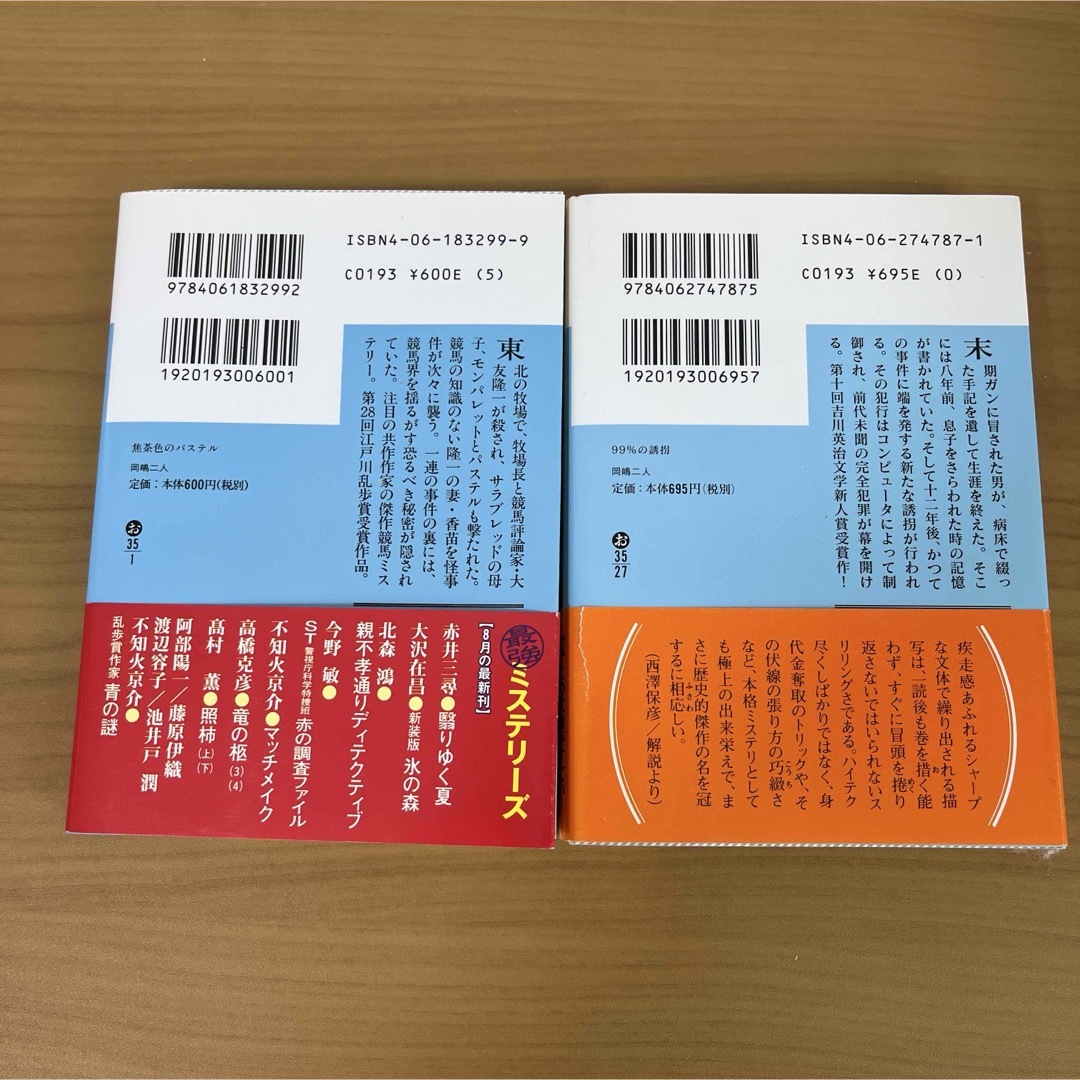 ISBN4-06-183299-9
C0193 ¥600E (5)
9784061832992
1920193006001
東北の牧場で、牧場長と競馬評論家・大
友隆一が殺され、サラブレッドの母
子、モンパレットとパステルも撃たれた。
競馬の知識のない隆一の妻・香苗を怪事
件が次々に襲う。一連の事件の裏には、
競馬界を揺るがす恐るべき秘密が隠され
ていた。注目の共作作家の傑作競馬ミス
テリー。第28回江戸川乱歩賞受賞作品。
焦茶色のパステル
岡嶋二人
定価:本体600円(税別)
お
35
1
最強ミステリーズ
【8月の最新刊】
赤井三尋●翳りゆく夏
大沢在昌●新装版 氷の森
北森 鴻●
親不孝通りディテクティブ
今野 敏●
ST 警視庁科学特捜班 赤の調査ファイル
不知火京介●マッチメイク
高橋克彦●竜の柩(3)(4)
髙村 薫●照柿(上)(下)
阿部陽一/藤原伊織
渡辺容子/池井戸 潤
不知火京介●
乱歩賞作家 青の謎
ISBN4-06-274787-1
C0193 ¥695E (0)
9784062747875
1920193006957
末期ガンに冒された男が、病床で綴っ
た手記を遺して生涯を終えた。そこ
には八年前、息子をさらわれた時の記憶
が書かれていた。そして十二年後、かつて
の事件に端を発する新たな誘拐が行われ
る。その犯行はコンピュータによって制
御され、前代未聞の完全犯罪が幕を開け
る。第十回吉川英治文学新人賞受賞作!
99%の誘拐
岡嶋二人
定価:本体695円(税別)
お
35
27
疾走感あふれるシャープ
な文体で繰り出される描
写は一読後も巻を措く能
わず、すぐに冒頭を捲り
返さないではいられないス
リリングさである。ハイテク
尽くしばかりではなく、身
代金奪取のトリックや、そ
の伏線の張り方の巧緻さ
など、本格ミステリとして
も極上の出来栄えで、ま
さに歴史的傑作の名を冠
するに相応しい。
(西澤保彦/解説より)